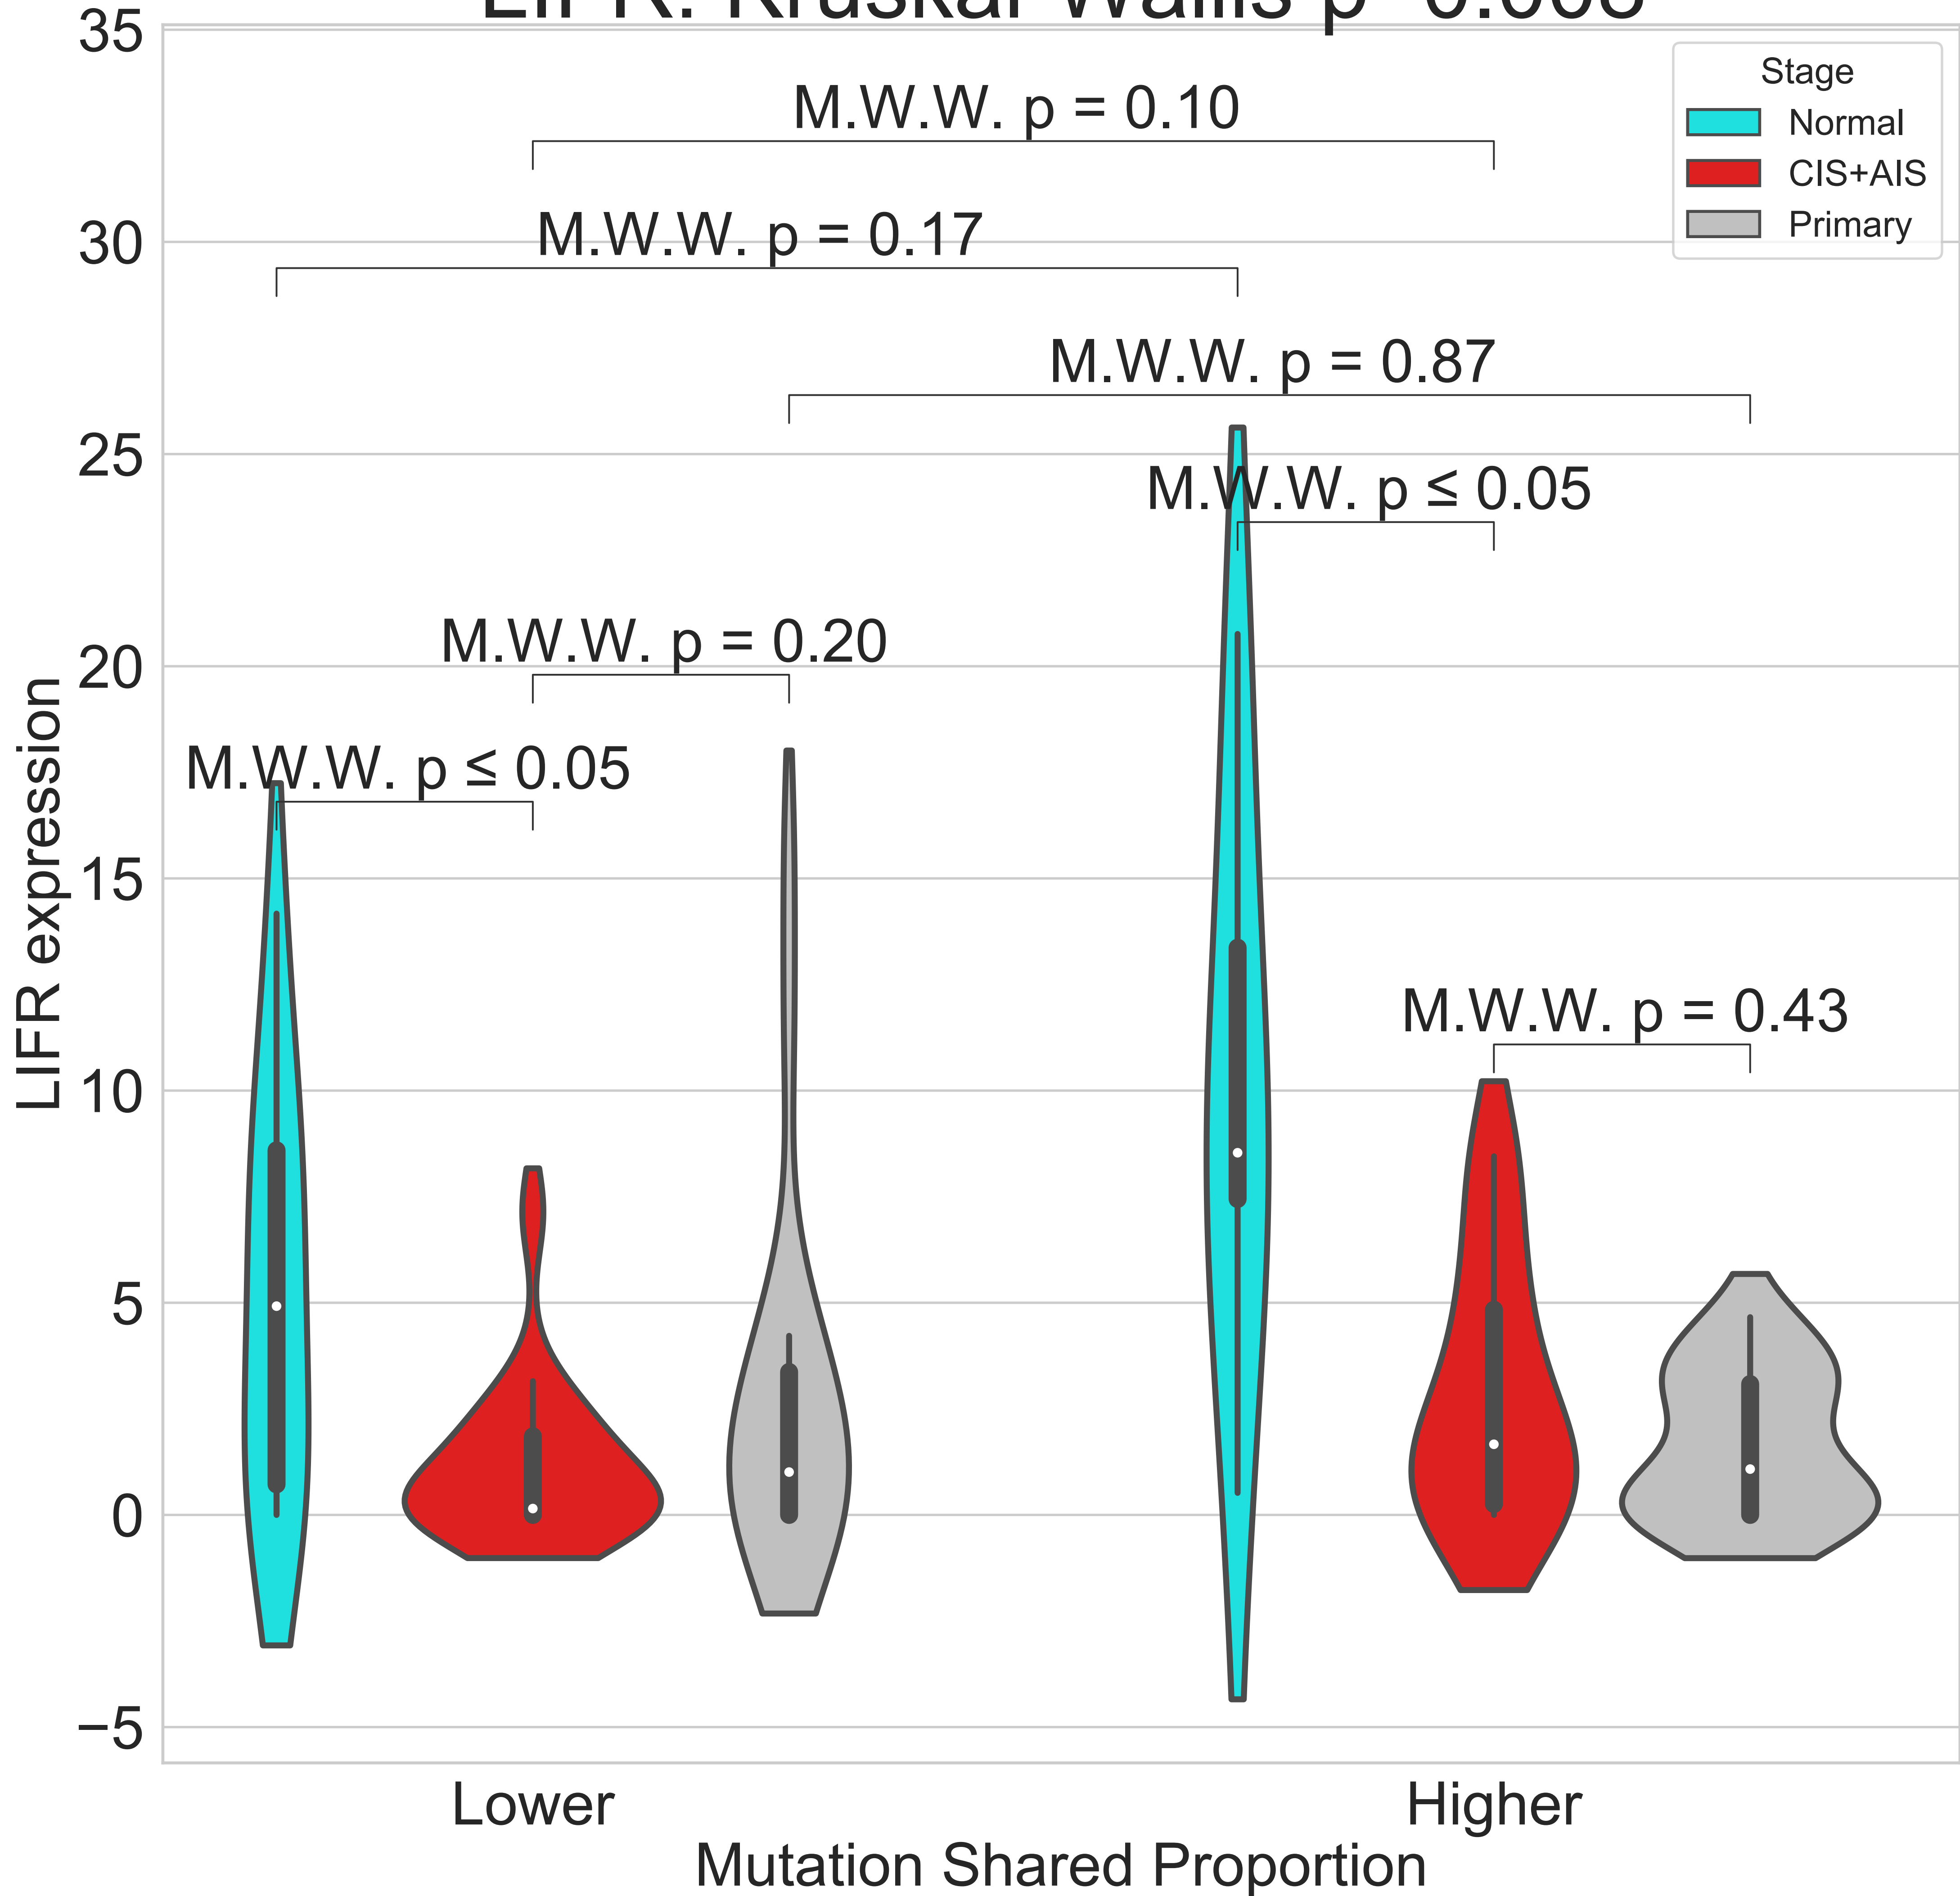 35
Stage
Normal
CIS+AIS
Primary
M.W.W. p = 0.10
30
M.W.W. p = 0.17
M.W.W. p = 0.87
25
M.W.W. p ≤ 0.05
20
M.W.W. p = 0.20
M.W.W. p ≤ 0.05
15
M.W.W. p = 0.43
10
5
0
−5
LIFR expression
Lower
Higher
Mutation Shared Proportion